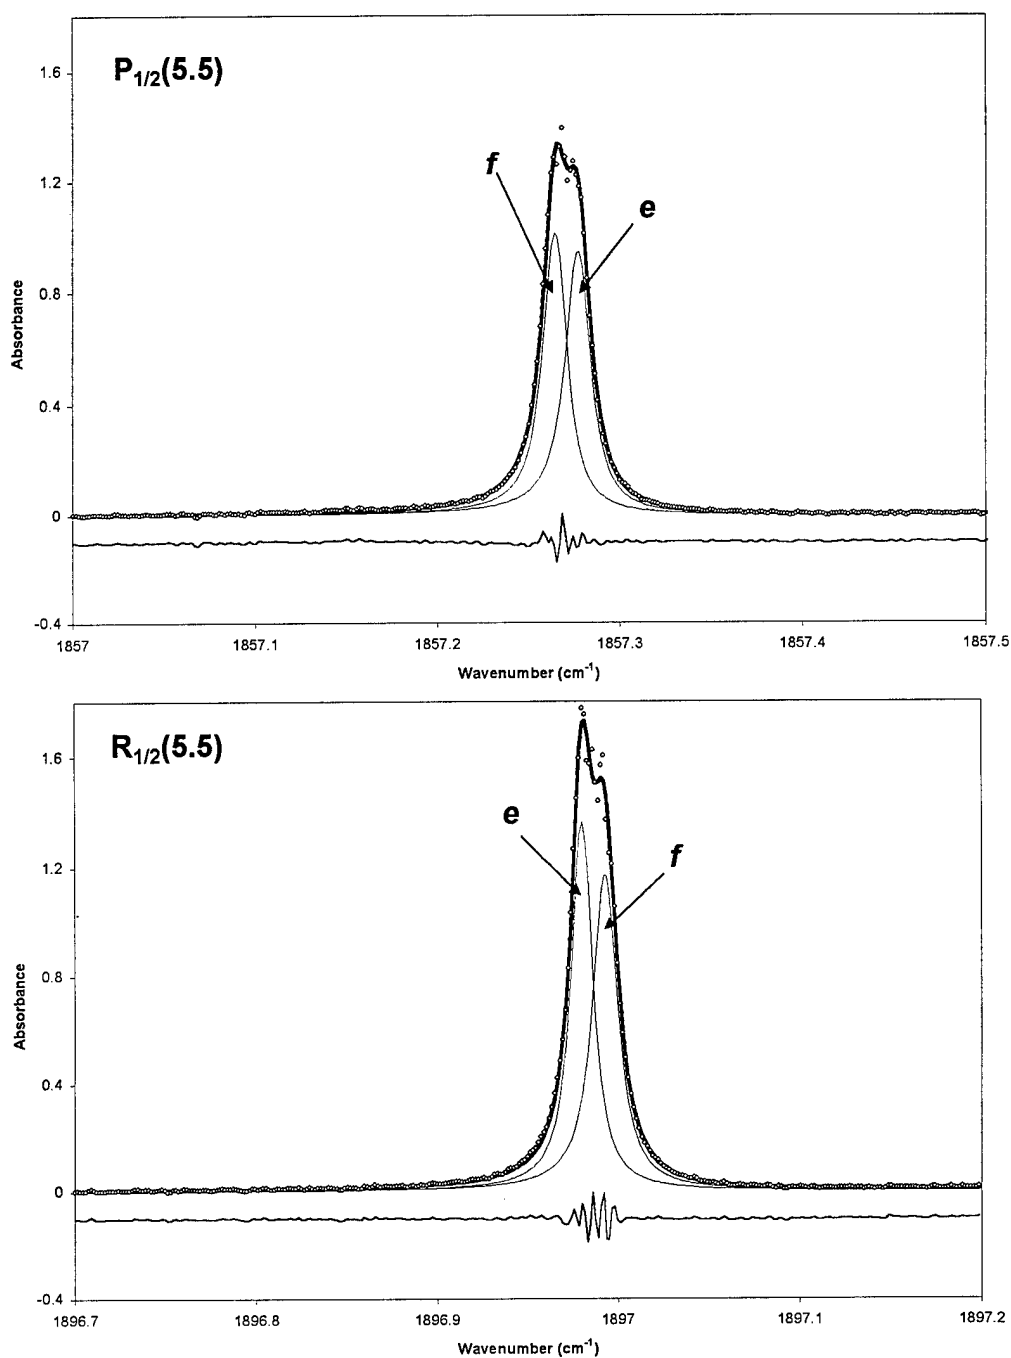 P1/2(5.5)
1.6
1.2
0.8
0.4
0
-0.4
Absorbance
f
e
1857
1857.1
1857.2
1857.3
1857.4
1857.5
Wavenumber (cm-1)
R1/2(5.5)
1.6
1.2
0.8
0.4
0
-0.4
Absorbance
e
f
1896.7
1896.8
1896.9
1897
1897.1
1897.2
Wavenumber (cm-1)